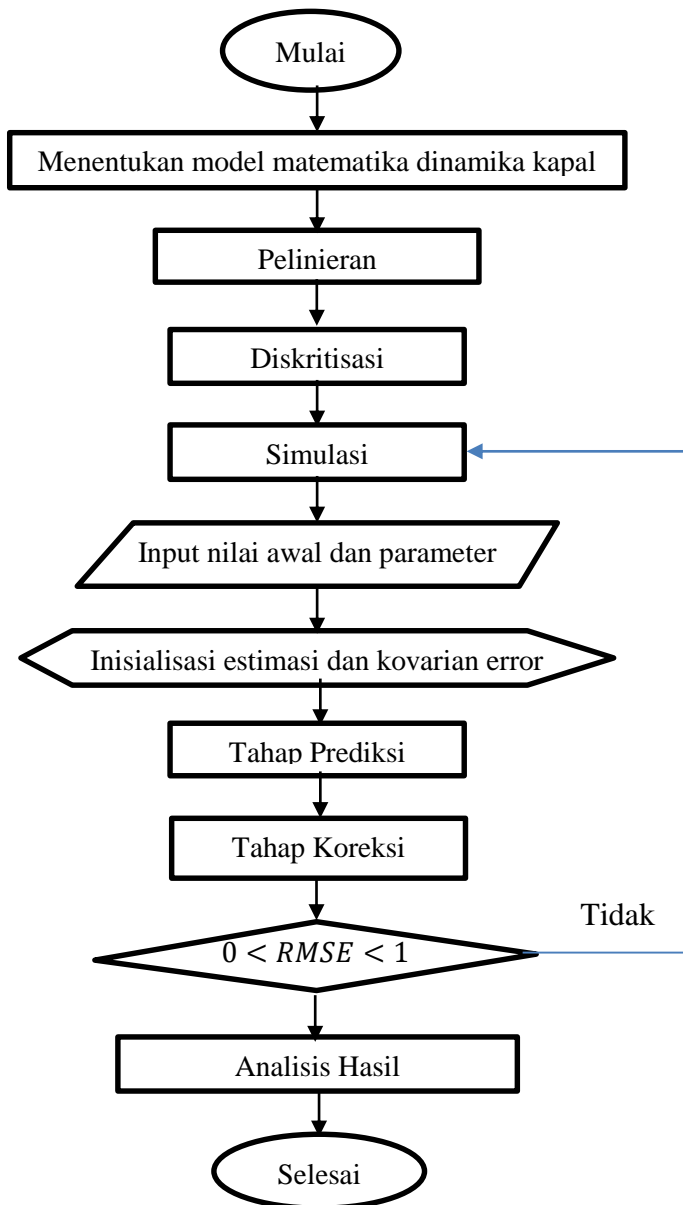 Mulai
Menentukan model matematika dinamika kapal
Pelinieran
Diskritisasi
Simulasi
Input nilai awal dan parameter
Inisialisasi estimasi dan kovarian error
Tahap Prediksi
Tahap Koreksi
Tidak
0 < RMSE < 1
Analisis Hasil
Selesai